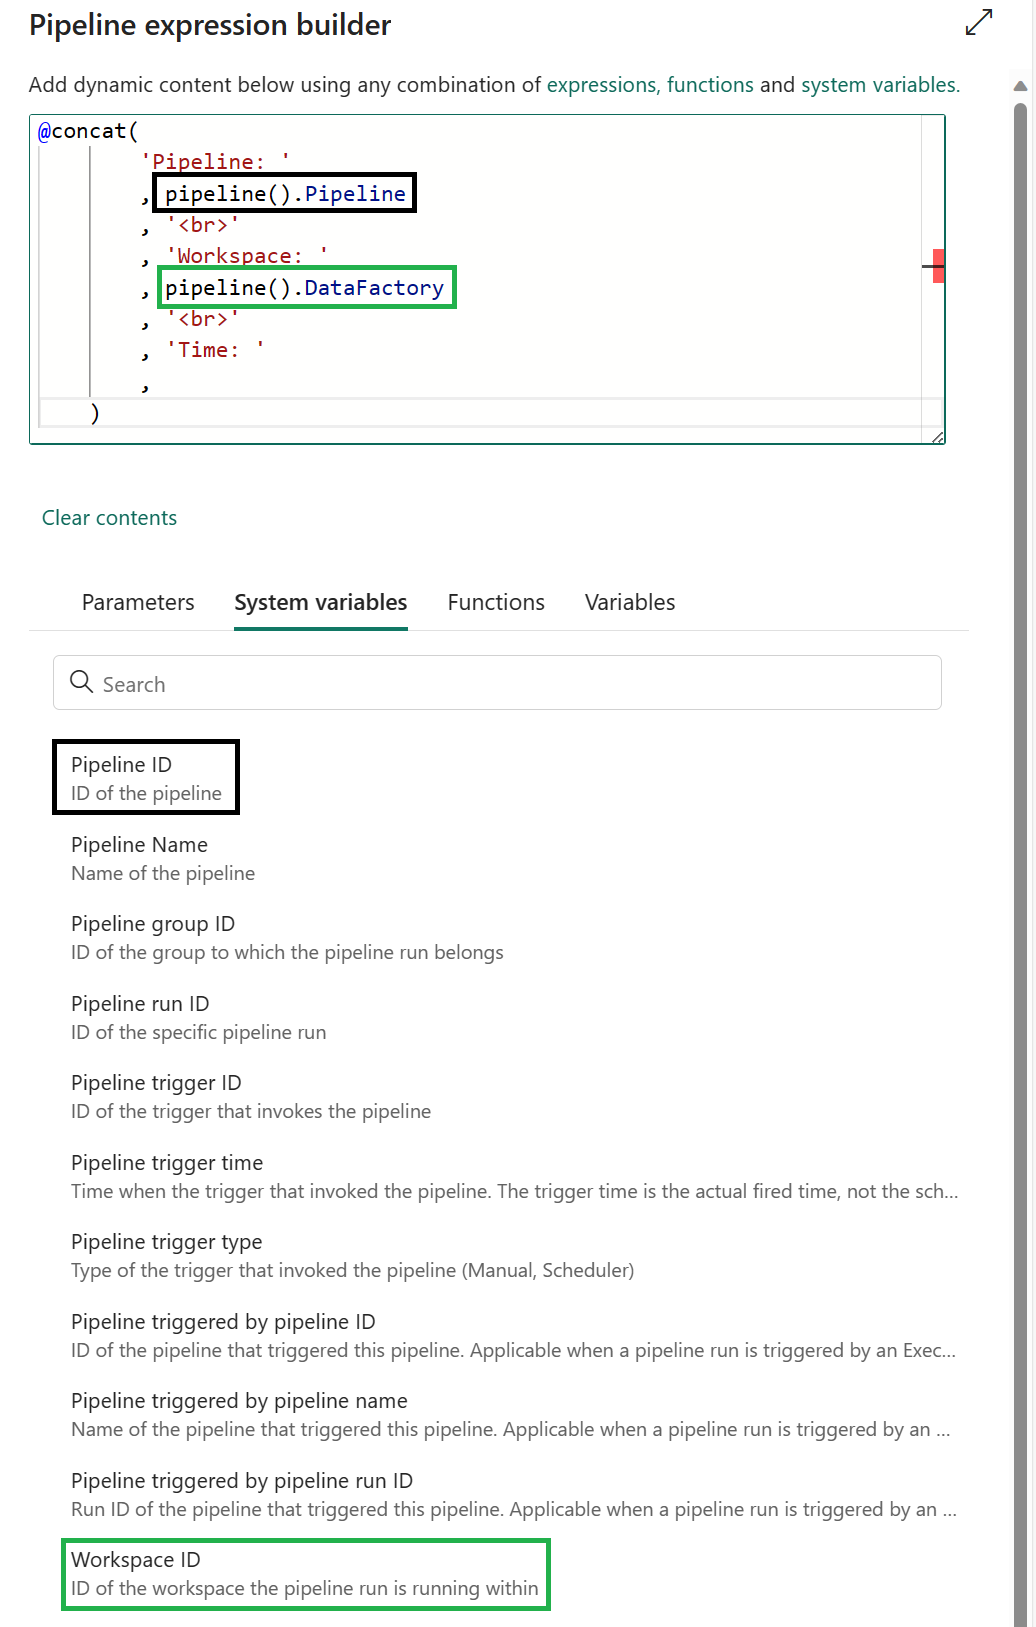 Pipeline expression builder
Add dynamic content below using any combination of expressions, functions and system variables.
@concat(
'Pipeline: '
, pipeline().Pipeline
, '<br>'
, 'Workspace: '
, pipeline().DataFactory
, '<br>'
, 'Time: '
,
)
Clear contents
Parameters System variables Functions Variables
Search
Pipeline ID
ID of the pipeline
Pipeline Name
Name of the pipeline
Pipeline group ID
ID of the group to which the pipeline run belongs
Pipeline run ID
ID of the specific pipeline run
Pipeline trigger ID
ID of the trigger that invokes the pipeline
Pipeline trigger time
Time when the trigger that invoked the pipeline. The trigger time is the actual fired time, not the sch...
Pipeline trigger type
Type of the trigger that invoked the pipeline (Manual, Scheduler)
Pipeline triggered by pipeline ID
ID of the pipeline that triggered this pipeline. Applicable when a pipeline run is triggered by an Exec...
Pipeline triggered by pipeline name
Name of the pipeline that triggered this pipeline. Applicable when a pipeline run is triggered by an ...
Pipeline triggered by pipeline run ID
Run ID of the pipeline that triggered this pipeline. Applicable when a pipeline run is triggered by an ...
Workspace ID
ID of the workspace the pipeline run is running within